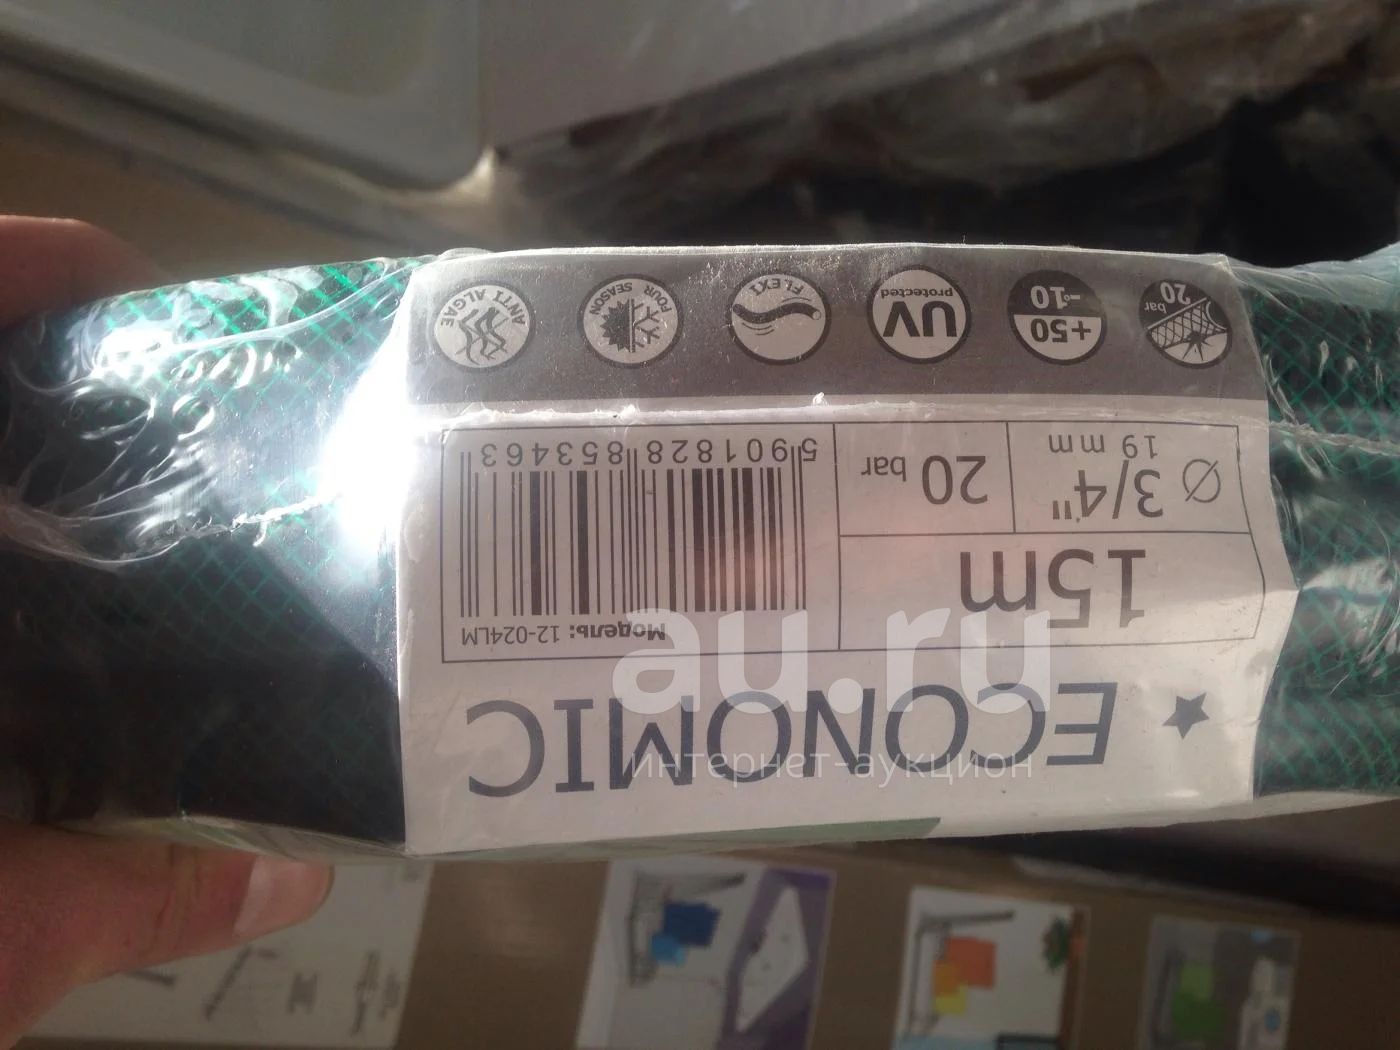 ★ ECONOMIC
15m
Ø 3/4"
19 mm
20 bar
Модель: 12-024LM
5 901828 853463
20
bar
+50
-10
UV
protected
FLEXI
FOUR SEASON
ANTI ALGAE
au.ru
интернет-аукцион